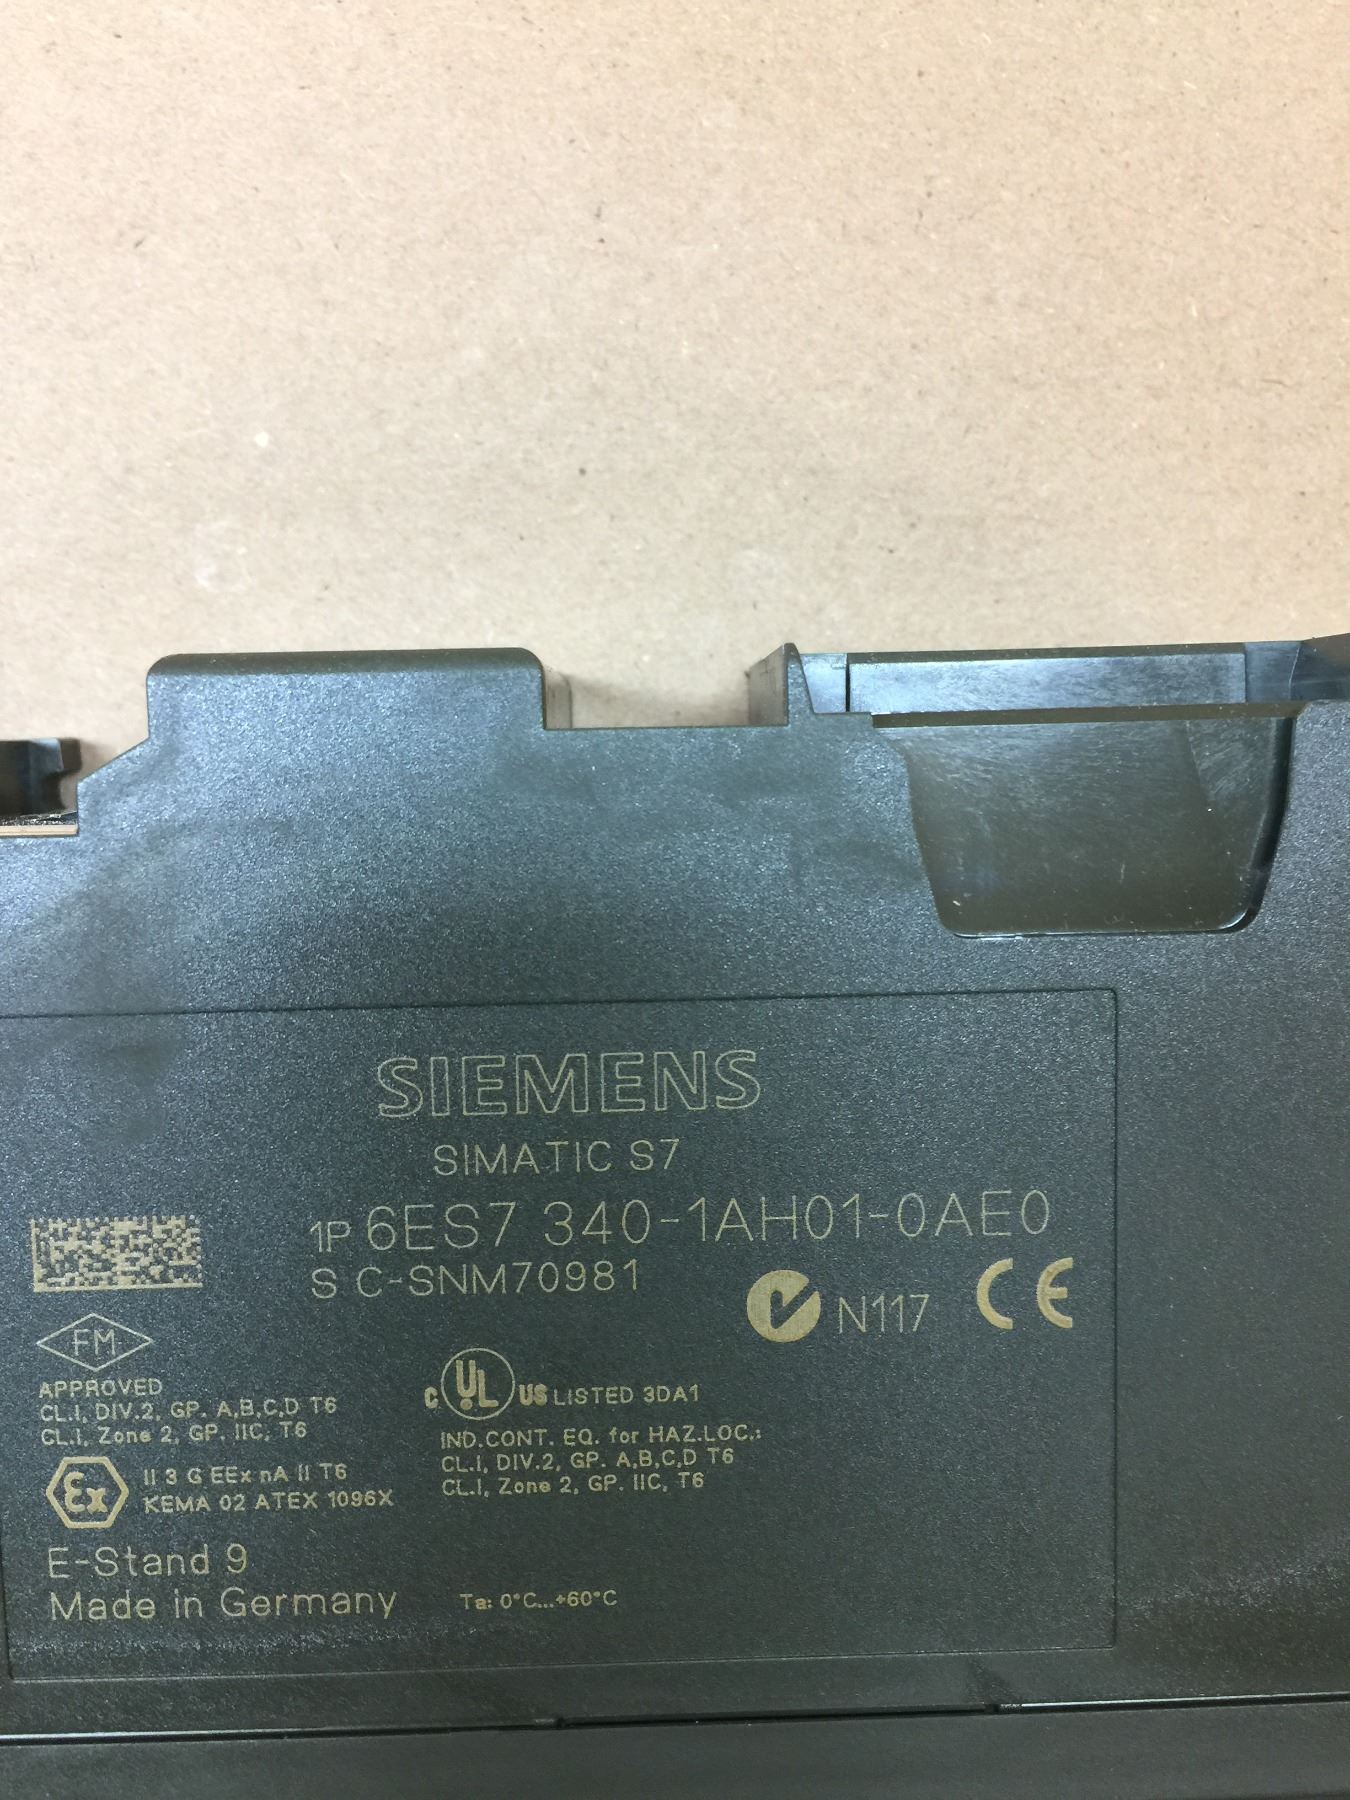 SIEMENS
SIMATIC S7
1P 6ES7 340-1AH01-0AE0
S C-SNM70981
N117 CE
FM
APPROVED
CL.I, DIV.2, GP. A,B,C,D T6
CL.I, Zone 2, GP. IIC, T6
C UL US LISTED 3DA1
IND.CONT. EQ. for HAZ.LOC.:
CL.I, DIV.2, GP. A,B,C,D T6
CL.I, Zone 2, GP. IIC, T6
Ex II 3 G EEx nA II T6
KEMA 02 ATEX 1096X
E-Stand 9
Made in Germany
Ta: 0°C...+60°C